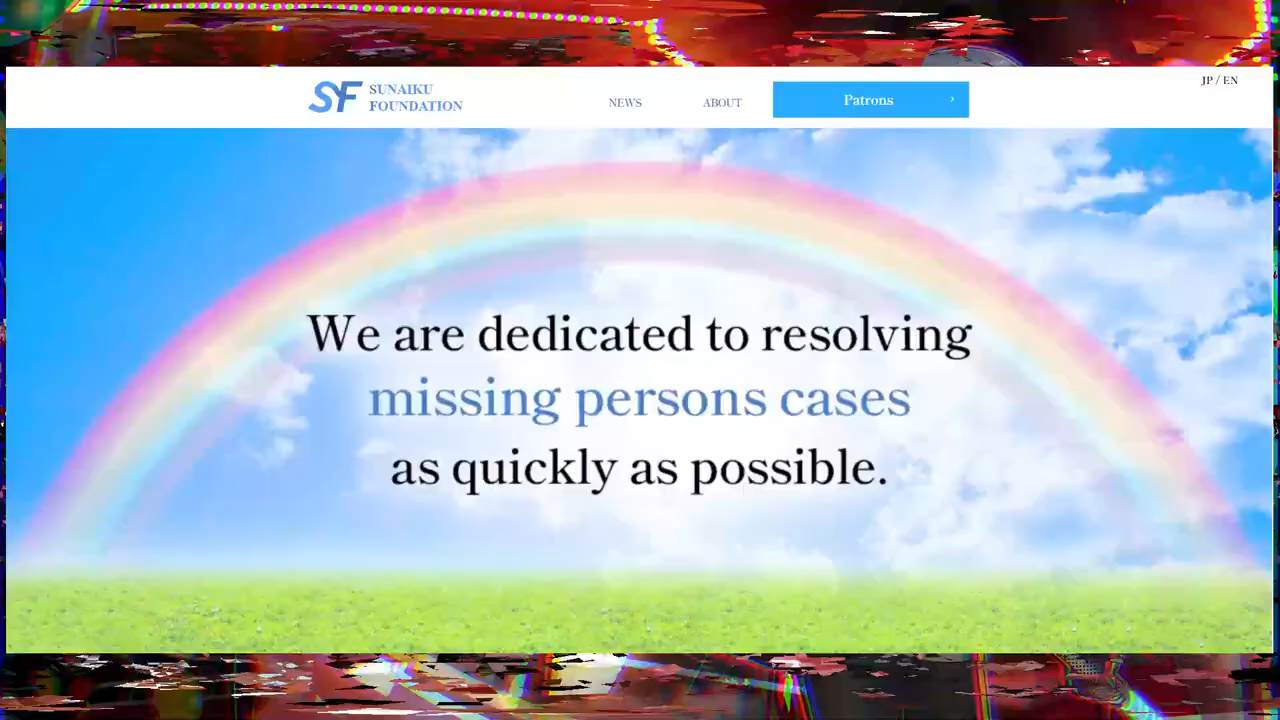 JP / EN
SF SUNAIKU
FOUNDATION
NEWS
ABOUT
Patrons ›
We are dedicated to resolving
missing persons cases
as quickly as possible.